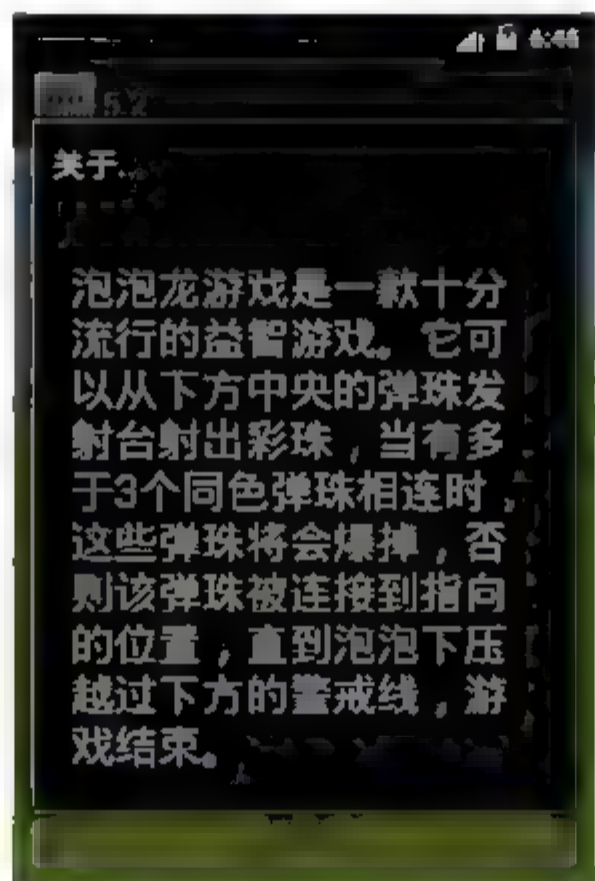 5.2
关于...
泡泡龙游戏是一款十分
流行的益智游戏。它可
以从下方中央的弹珠发
射台射出彩珠，当有多
于3个同色弹珠相连时，
这些弹珠将会爆掉，否
则该弹珠被连接到指向
的位置，直到泡泡下压
越过下方的警戒线，游
戏结束。